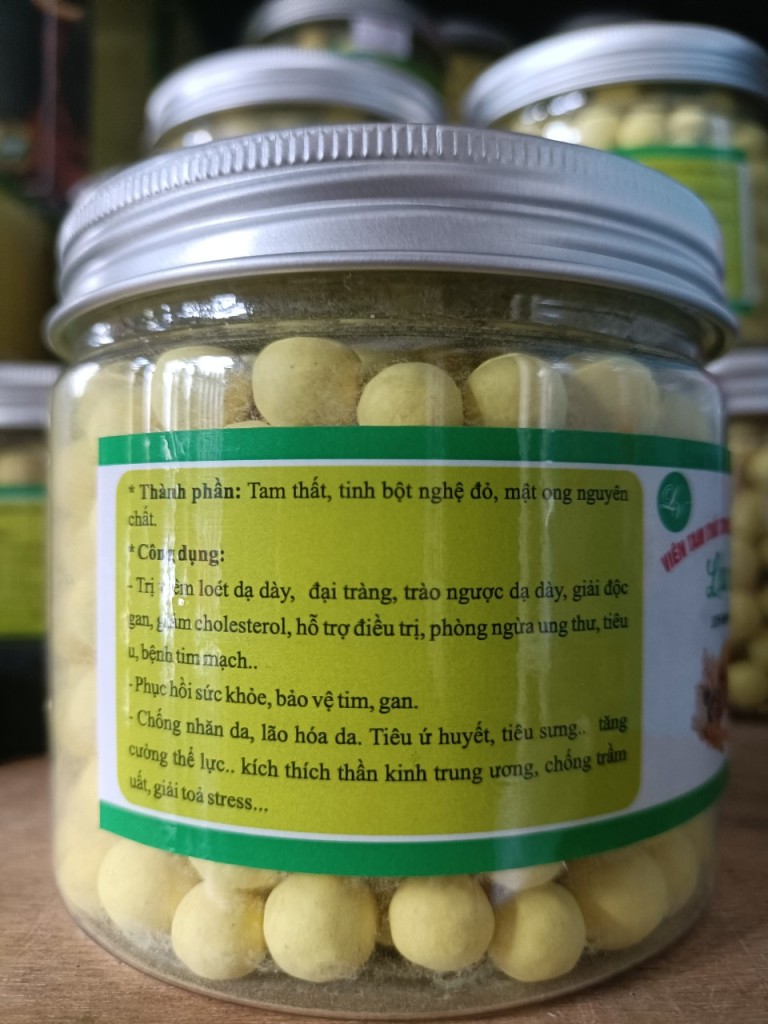 * Thành phần: Tam thất, tinh bột nghệ đỏ, mật ong nguyên
chất.
* Công dụng:
- Trị viêm loét dạ dày, đại tràng, trào ngược dạ dày, giải độc
gan, giảm cholesterol, hỗ trợ điều trị, phòng ngừa ung thư, tiêu
u, bệnh tim mạch..
- Phục hồi sức khỏe, bảo vệ tim, gan.
- Chống nhăn da, lão hóa da. Tiêu ứ huyết, tiêu sưng.. tăng
cường thể lực.. kích thích thần kinh trung ương, chống trầm
uất, giải toả stress...
VIÊN TAM THẤT